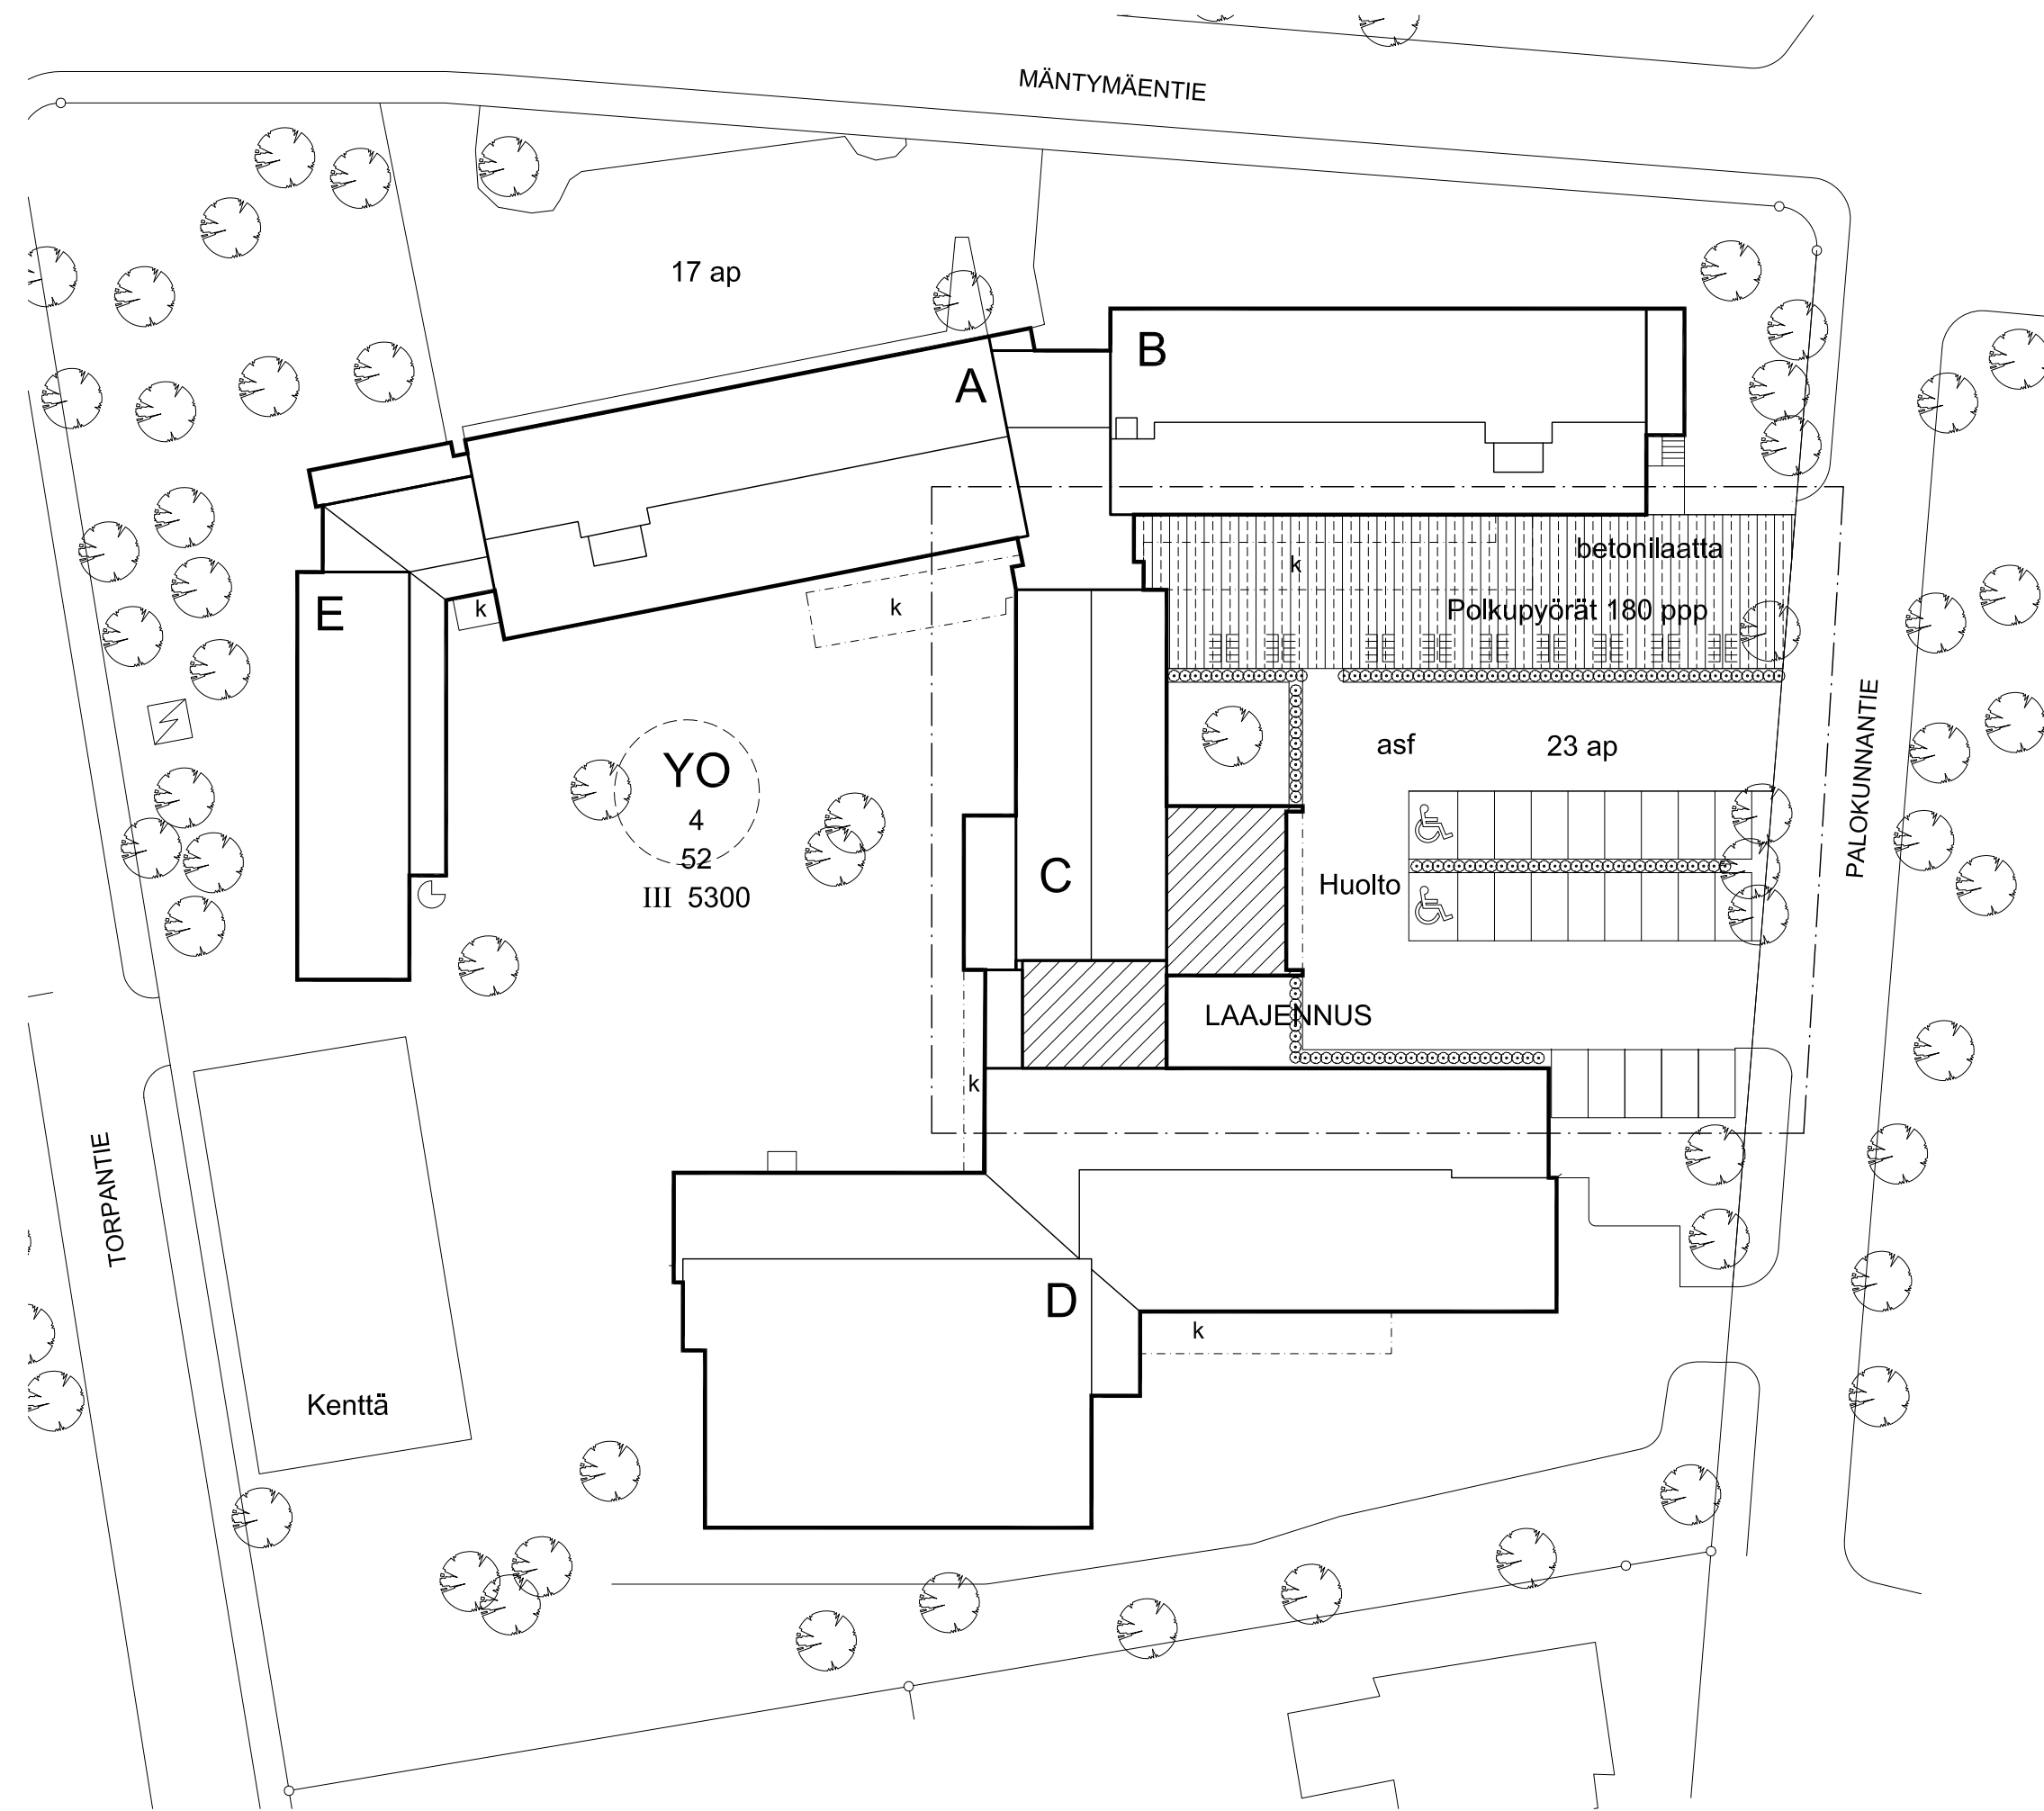 MÄNTYMÄENTIE
17 ap
B
A
betonilaatta
k
E
k
k
Polkupyörät 180 ppp
PALOKUNNANTIE
asf
23 ap
YO
4
52
III 5300
C
Huolto
LAAJENNUS
k
TORPANTIE
D
k
Kenttä